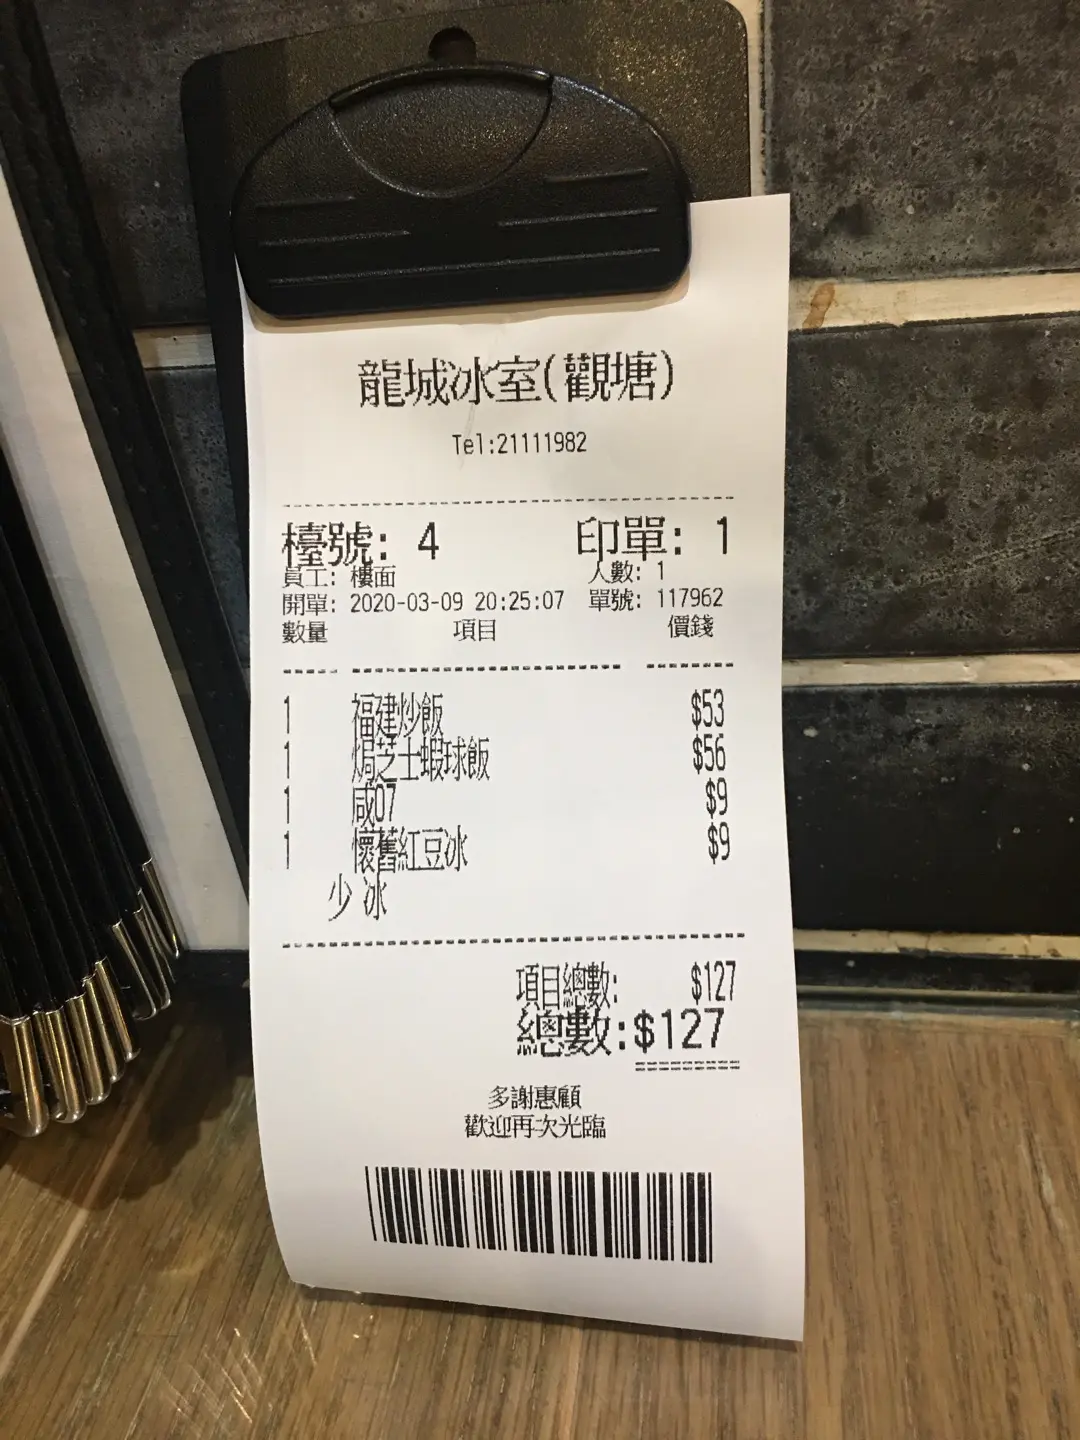 龍城冰室(觀塘)
Tel:21111982
檯號: 4 印單: 1
員工: 樓面 人數: 1
開單: 2020-03-09 20:25:07 單號: 117962
數量 項目 價錢
1 福建炒飯 $53
1 焗芝士蝦球飯 $56
1 咸07 $9
1 懷舊紅豆冰 $9
少 冰
項目總數: $127
總數:$127
多謝惠顧
歡迎再次光臨